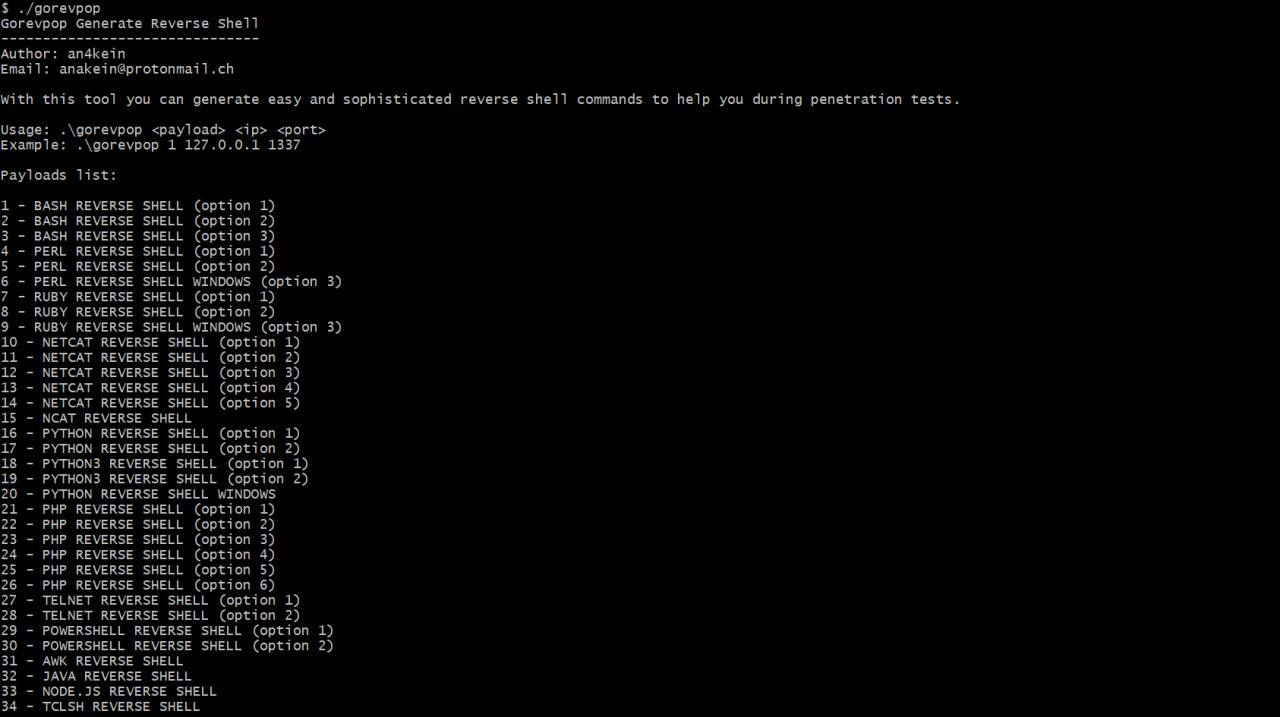 $ ./gorevpop
Gorevpop Generate Reverse Shell
-------------------------------
Author: an4kein
Email: anakein@protonmail.ch
With this tool you can generate easy and sophisticated reverse shell commands to help you during penetration tests.
Usage: .\gorevpop <payload> <ip> <port>
Example: .\gorevpop 1 127.0.0.1 1337
Payloads list:
1 - BASH REVERSE SHELL (option 1)
2 - BASH REVERSE SHELL (option 2)
3 - BASH REVERSE SHELL (option 3)
4 - PERL REVERSE SHELL (option 1)
5 - PERL REVERSE SHELL (option 2)
6 - PERL REVERSE SHELL WINDOWS (option 3)
7 - RUBY REVERSE SHELL (option 1)
8 - RUBY REVERSE SHELL (option 2)
9 - RUBY REVERSE SHELL WINDOWS (option 3)
10 - NETCAT REVERSE SHELL (option 1)
11 - NETCAT REVERSE SHELL (option 2)
12 - NETCAT REVERSE SHELL (option 3)
13 - NETCAT REVERSE SHELL (option 4)
14 - NETCAT REVERSE SHELL (option 5)
15 - NCAT REVERSE SHELL
16 - PYTHON REVERSE SHELL (option 1)
17 - PYTHON REVERSE SHELL (option 2)
18 - PYTHON3 REVERSE SHELL (option 1)
19 - PYTHON3 REVERSE SHELL (option 2)
20 - PYTHON REVERSE SHELL WINDOWS
21 - PHP REVERSE SHELL (option 1)
22 - PHP REVERSE SHELL (option 2)
23 - PHP REVERSE SHELL (option 3)
24 - PHP REVERSE SHELL (option 4)
25 - PHP REVERSE SHELL (option 5)
26 - PHP REVERSE SHELL (option 6)
27 - TELNET REVERSE SHELL (option 1)
28 - TELNET REVERSE SHELL (option 2)
29 - POWERSHELL REVERSE SHELL (option 1)
30 - POWERSHELL REVERSE SHELL (option 2)
31 - AWK REVERSE SHELL
32 - JAVA REVERSE SHELL
33 - NODE.JS REVERSE SHELL
34 - TCLSH REVERSE SHELL